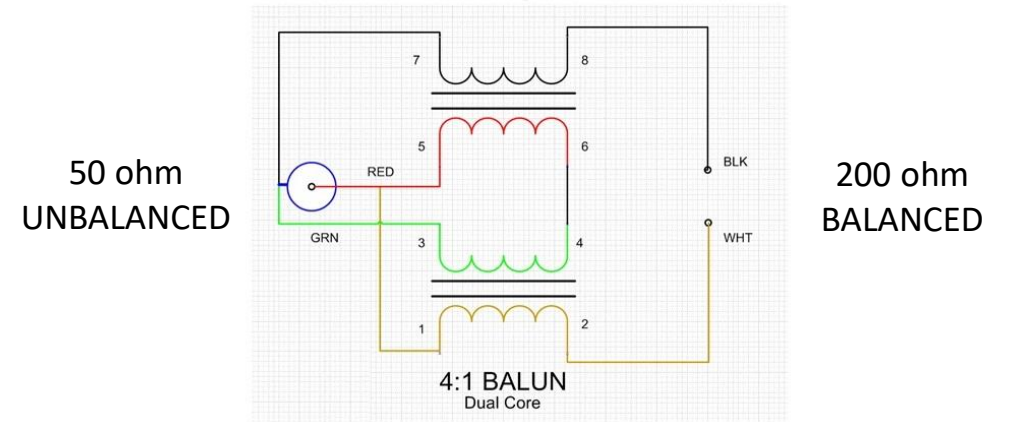 50 ohm
UNBALANCED
7
8
5
6
RED
BLK
GRN
3
4
WHT
1
2
4:1 BALUN
Dual Core
200 ohm
BALANCED